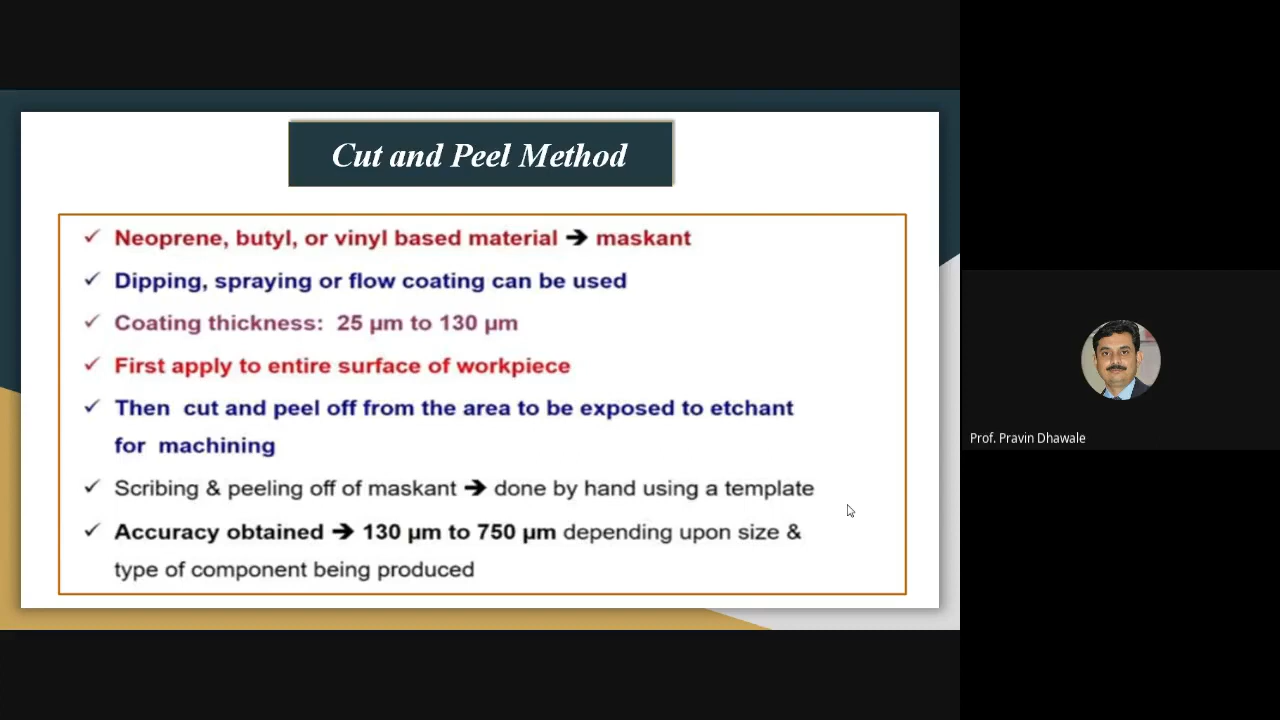 Cut and Peel Method
✓ Neoprene, butyl, or vinyl based material ➔ maskant
✓ Dipping, spraying or flow coating can be used
✓ Coating thickness: 25 µm to 130 µm
✓ First apply to entire surface of workpiece
✓ Then cut and peel off from the area to be exposed to etchant
for machining
✓ Scribing & peeling off of maskant ➔ done by hand using a template
✓ Accuracy obtained ➔ 130 µm to 750 µm depending upon size &
type of component being produced
Prof. Pravin Dhawale